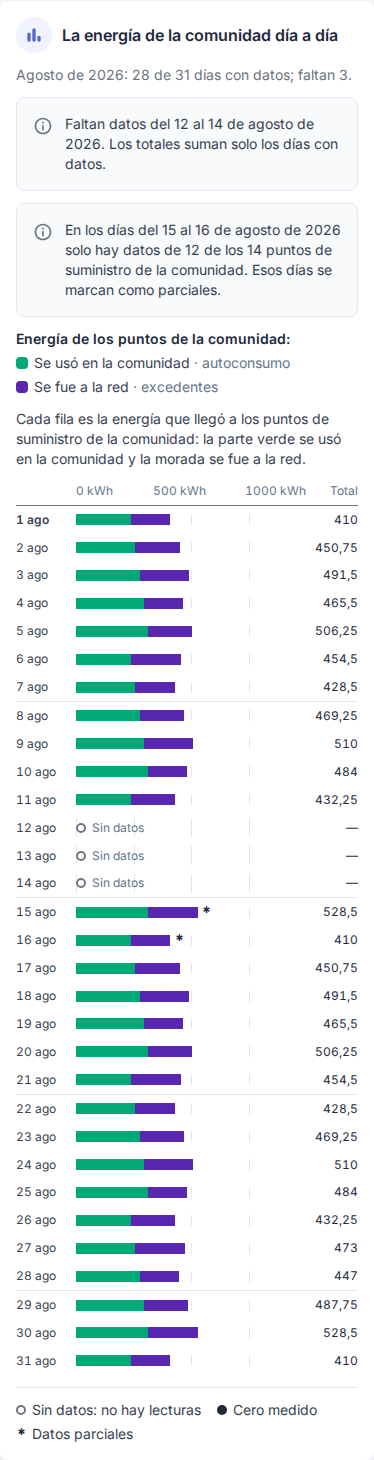 La energía de la comunidad día a día
Agosto de 2026: 28 de 31 días con datos; faltan 3.
Faltan datos del 12 al 14 de agosto de
2026. Los totales suman solo los días con
datos.
En los días del 15 al 16 de agosto de 2026
solo hay datos de 12 de los 14 puntos de
suministro de la comunidad. Esos días se
marcan como parciales.
Energía de los puntos de la comunidad:
Se usó en la comunidad · autoconsumo
Se fue a la red · excedentes
Cada fila es la energía que llegó a los puntos de
suministro de la comunidad: la parte verde se usó
en la comunidad y la morada se fue a la red.
0 kWh 500 kWh 1000 kWh Total
1 ago 410
2 ago 450,75
3 ago 491,5
4 ago 465,5
5 ago 506,25
6 ago 454,5
7 ago 428,5
8 ago 469,25
9 ago 510
10 ago 484
11 ago 432,25
12 ago Sin datos —
13 ago Sin datos —
14 ago Sin datos —
15 ago * 528,5
16 ago * 410
17 ago 450,75
18 ago 491,5
19 ago 465,5
20 ago 506,25
21 ago 454,5
22 ago 428,5
23 ago 469,25
24 ago 510
25 ago 484
26 ago 432,25
27 ago 473
28 ago 447
29 ago 487,75
30 ago 528,5
31 ago 410
Sin datos: no hay lecturas Cero medido
* Datos parciales